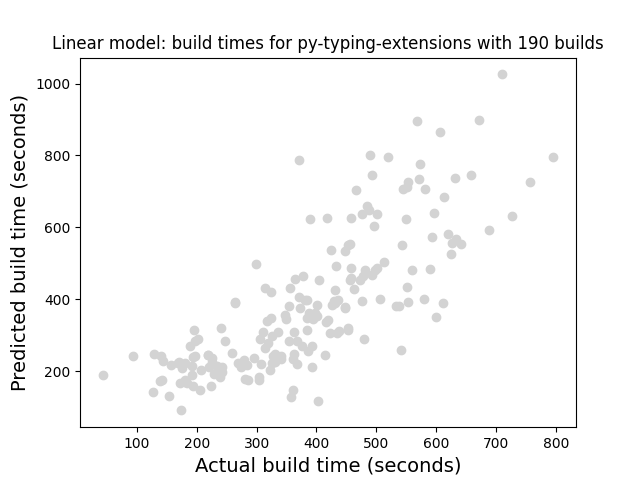 Linear model: build times for py-typing-extensions with 190 builds
Predicted build time (seconds)
1000
800
600
400
200
100 200 300 400 500 600 700 800
Actual build time (seconds)